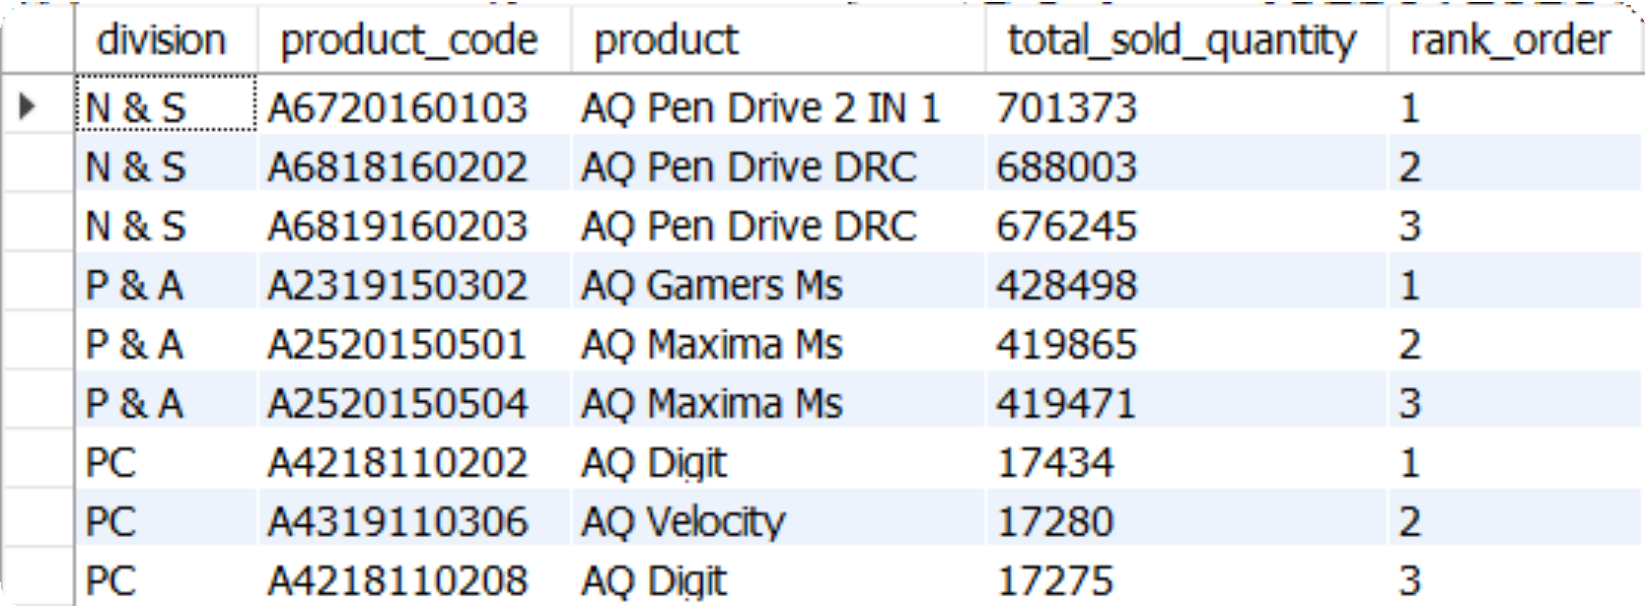 division product_code product total_sold_quantity rank_order
N & S A6720160103 AQ Pen Drive 2 IN 1 701373 1
N & S A6818160202 AQ Pen Drive DRC 688003 2
N & S A6819160203 AQ Pen Drive DRC 676245 3
P & A A2319150302 AQ Gamers Ms 428498 1
P & A A2520150501 AQ Maxima Ms 419865 2
P & A A2520150504 AQ Maxima Ms 419471 3
PC A4218110202 AQ Digit 17434 1
PC A4319110306 AQ Velocity 17280 2
PC A4218110208 AQ Digit 17275 3